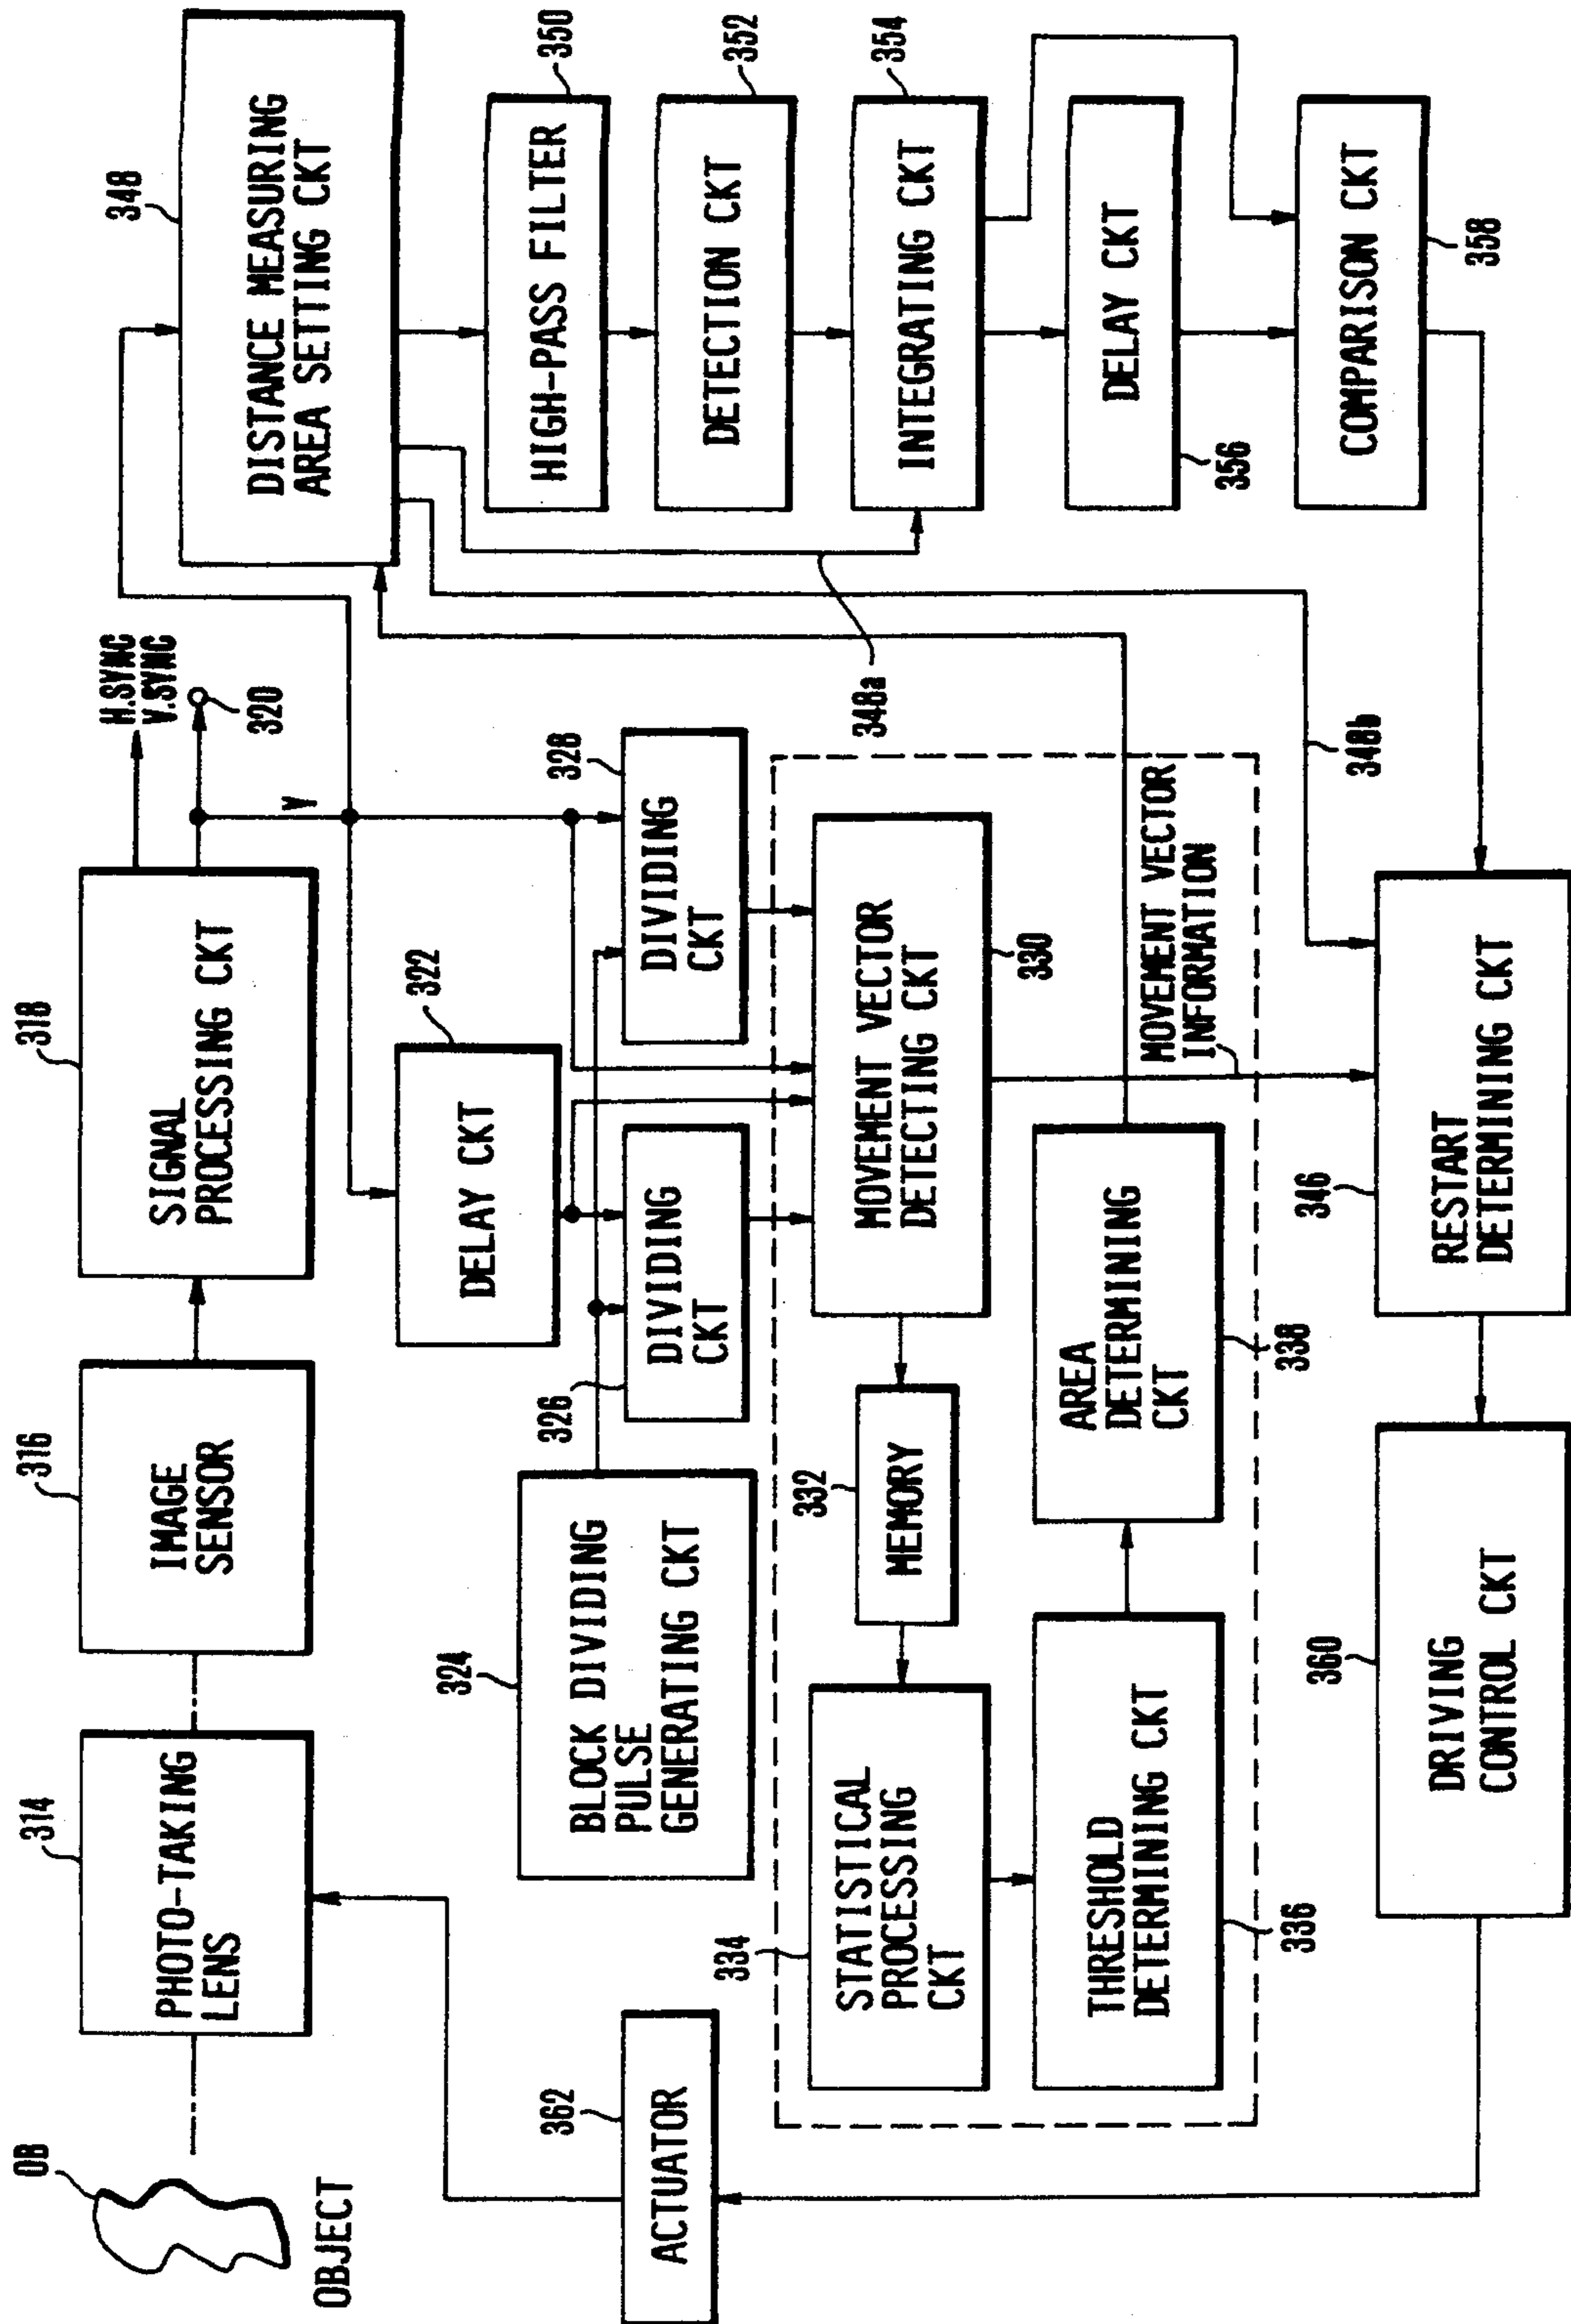 OB
OBJECT
314
PHOTO-TAKING
LENS
316
IMAGE
SENSOR
318
SIGNAL
PROCESSING CKT
H.SYNC
V.SYNC
320
Y
348
DISTANCE MEASURING
AREA SETTING CKT
362
ACTUATOR
324
BLOCK DIVIDING
PULSE
GENERATING CKT
322
DELAY CKT
326
DIVIDING
CKT
328
DIVIDING
CKT
350
HIGH-PASS FILTER
352
DETECTION CKT
354
INTEGRATING CKT
348a
334
STATISTICAL
PROCESSING
CKT
332
MEMORY
MOVEMENT VECTOR
DETECTING CKT
330
THRESHOLD
DETERMINING CKT
336
AREA
DETERMINING
CKT
338
MOVEMENT VECTOR
INFORMATION
348b
DELAY CKT
356
COMPARISON CKT
358
360
DRIVING
CONTROL CKT
346
RESTART
DETERMINING CKT